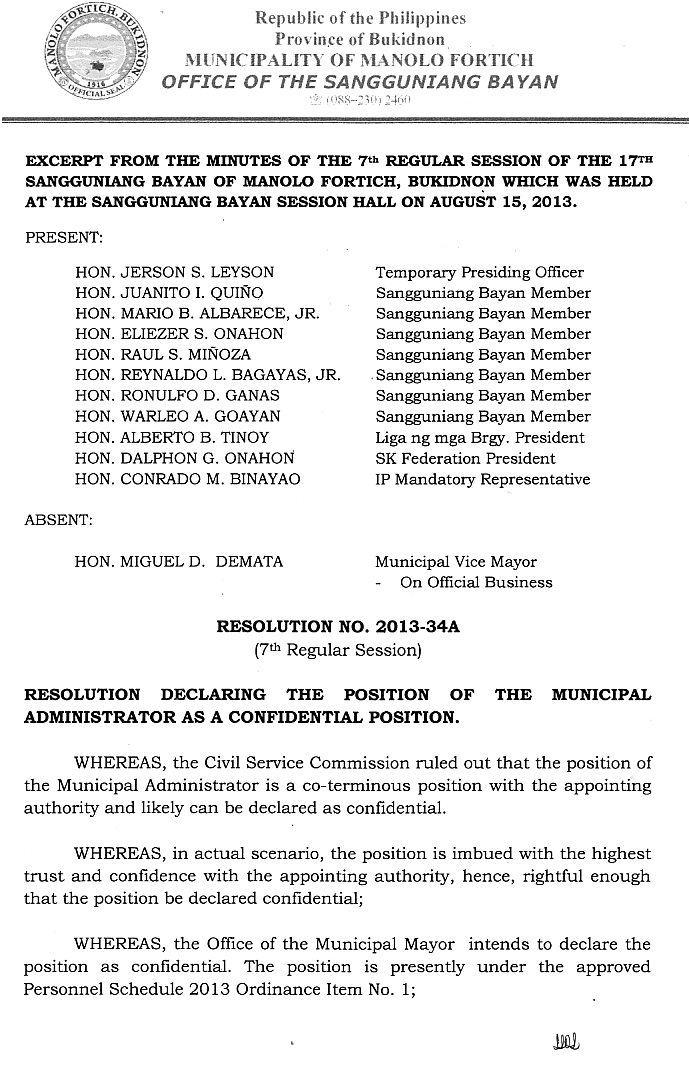 MANOLO FORTICH, BUKIDNON
1916
OFFICIAL SEAL
Republic of the Philippines
Province of Bukidnon
MUNICIPALITY OF MANOLO FORTICH
OFFICE OF THE SANGGUNIANG BAYAN
☏ (088–230) 2460
EXCERPT FROM THE MINUTES OF THE 7th REGULAR SESSION OF THE 17TH
SANGGUNIANG BAYAN OF MANOLO FORTICH, BUKIDNON WHICH WAS HELD
AT THE SANGGUNIANG BAYAN SESSION HALL ON AUGUST 15, 2013.
PRESENT:
HON. JERSON S. LEYSON Temporary Presiding Officer
HON. JUANITO I. QUIÑO Sangguniang Bayan Member
HON. MARIO B. ALBARECE, JR. Sangguniang Bayan Member
HON. ELIEZER S. ONAHON Sangguniang Bayan Member
HON. RAUL S. MIÑOZA Sangguniang Bayan Member
HON. REYNALDO L. BAGAYAS, JR. Sangguniang Bayan Member
HON. RONULFO D. GANAS Sangguniang Bayan Member
HON. WARLEO A. GOAYAN Sangguniang Bayan Member
HON. ALBERTO B. TINOY Liga ng mga Brgy. President
HON. DALPHON G. ONAHON SK Federation President
HON. CONRADO M. BINAYAO IP Mandatory Representative
ABSENT:
HON. MIGUEL D. DEMATA Municipal Vice Mayor
- On Official Business
RESOLUTION NO. 2013-34A
(7th Regular Session)
RESOLUTION DECLARING THE POSITION OF THE MUNICIPAL
ADMINISTRATOR AS A CONFIDENTIAL POSITION.
WHEREAS, the Civil Service Commission ruled out that the position of
the Municipal Administrator is a co-terminous position with the appointing
authority and likely can be declared as confidential.
WHEREAS, in actual scenario, the position is imbued with the highest
trust and confidence with the appointing authority, hence, rightful enough
that the position be declared confidential;
WHEREAS, the Office of the Municipal Mayor intends to declare the
position as confidential. The position is presently under the approved
Personnel Schedule 2013 Ordinance Item No. 1;